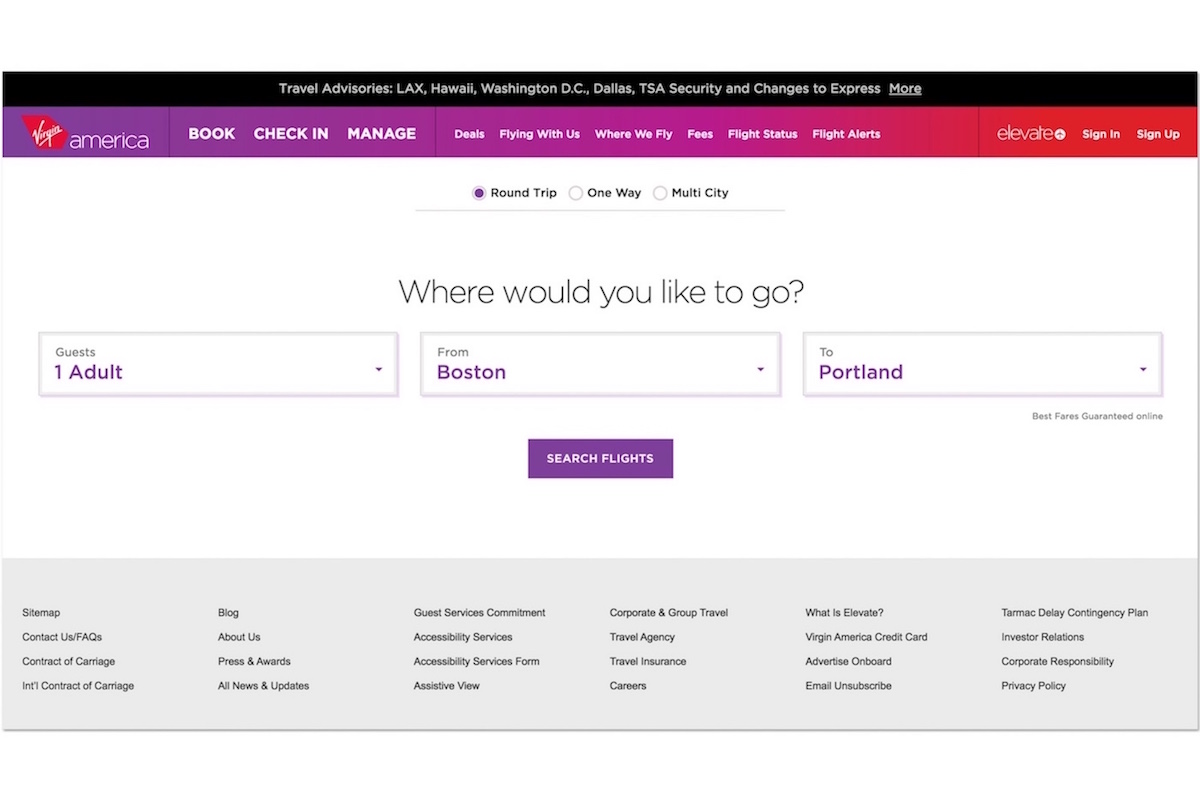 Travel Advisories: LAX, Hawaii, Washington D.C., Dallas, TSA Security and Changes to Express More
Virgin america BOOK CHECK IN MANAGE Deals Flying With Us Where We Fly Fees Flight Status Flight Alerts elevate Sign In Sign Up
Round Trip One Way Multi City
Where would you like to go?
Guests From To
1 Adult Boston Portland
Best Fares Guaranteed online
SEARCH FLIGHTS
Sitemap Blog Guest Services Commitment Corporate & Group Travel What Is Elevate? Tarmac Delay Contingency Plan
Contact Us/FAQs About Us Accessibility Services Travel Agency Virgin America Credit Card Investor Relations
Contract of Carriage Press & Awards Accessibility Services Form Travel Insurance Advertise Onboard Corporate Responsibility
Int'l Contract of Carriage All News & Updates Assistive View Careers Email Unsubscribe Privacy Policy